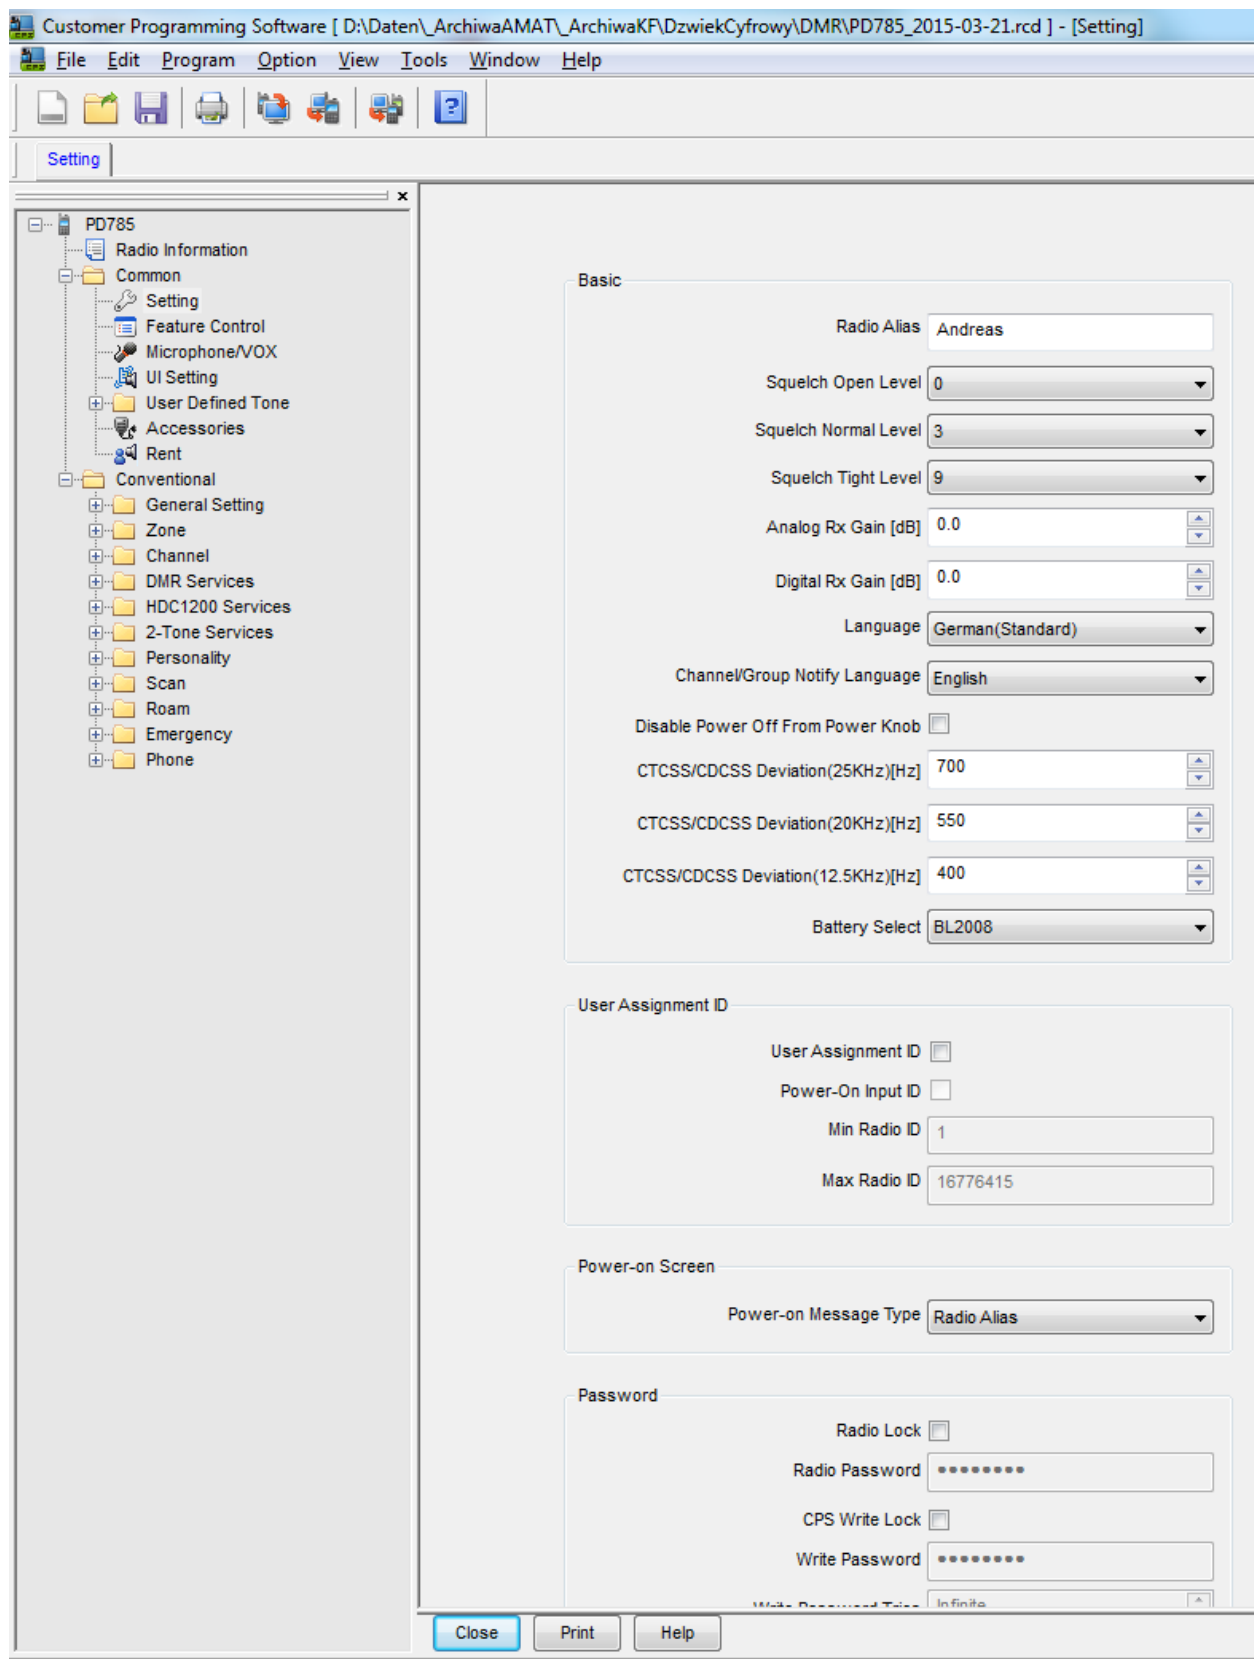 Customer Programming Software [ D:\Daten\_ArchiwaAMAT\_ArchiwaKF\DzwiekCyfrowy\DMR\PD785_2015-03-21.rcd ] - [Setting]
File Edit Program Option View Tools Window Help
Setting
PD785
Radio Information
Common
Setting
Feature Control
Microphone/VOX
UI Setting
User Defined Tone
Accessories
Rent
Conventional
General Setting
Zone
Channel
DMR Services
HDC1200 Services
2-Tone Services
Personality
Scan
Roam
Emergency
Phone
Basic
Radio Alias Andreas
Squelch Open Level 0
Squelch Normal Level 3
Squelch Tight Level 9
Analog Rx Gain [dB] 0.0
Digital Rx Gain [dB] 0.0
Language German(Standard)
Channel/Group Notify Language English
Disable Power Off From Power Knob
CTCSS/CDCSS Deviation(25KHz)[Hz] 700
CTCSS/CDCSS Deviation(20KHz)[Hz] 550
CTCSS/CDCSS Deviation(12.5KHz)[Hz] 400
Battery Select BL2008
User Assignment ID
User Assignment ID
Power-On Input ID
Min Radio ID 1
Max Radio ID 16776415
Power-on Screen
Power-on Message Type Radio Alias
Password
Radio Lock
Radio Password ●●●●●●●●
CPS Write Lock
Write Password ●●●●●●●●
Write Password Tries Infinite
Close Print Help